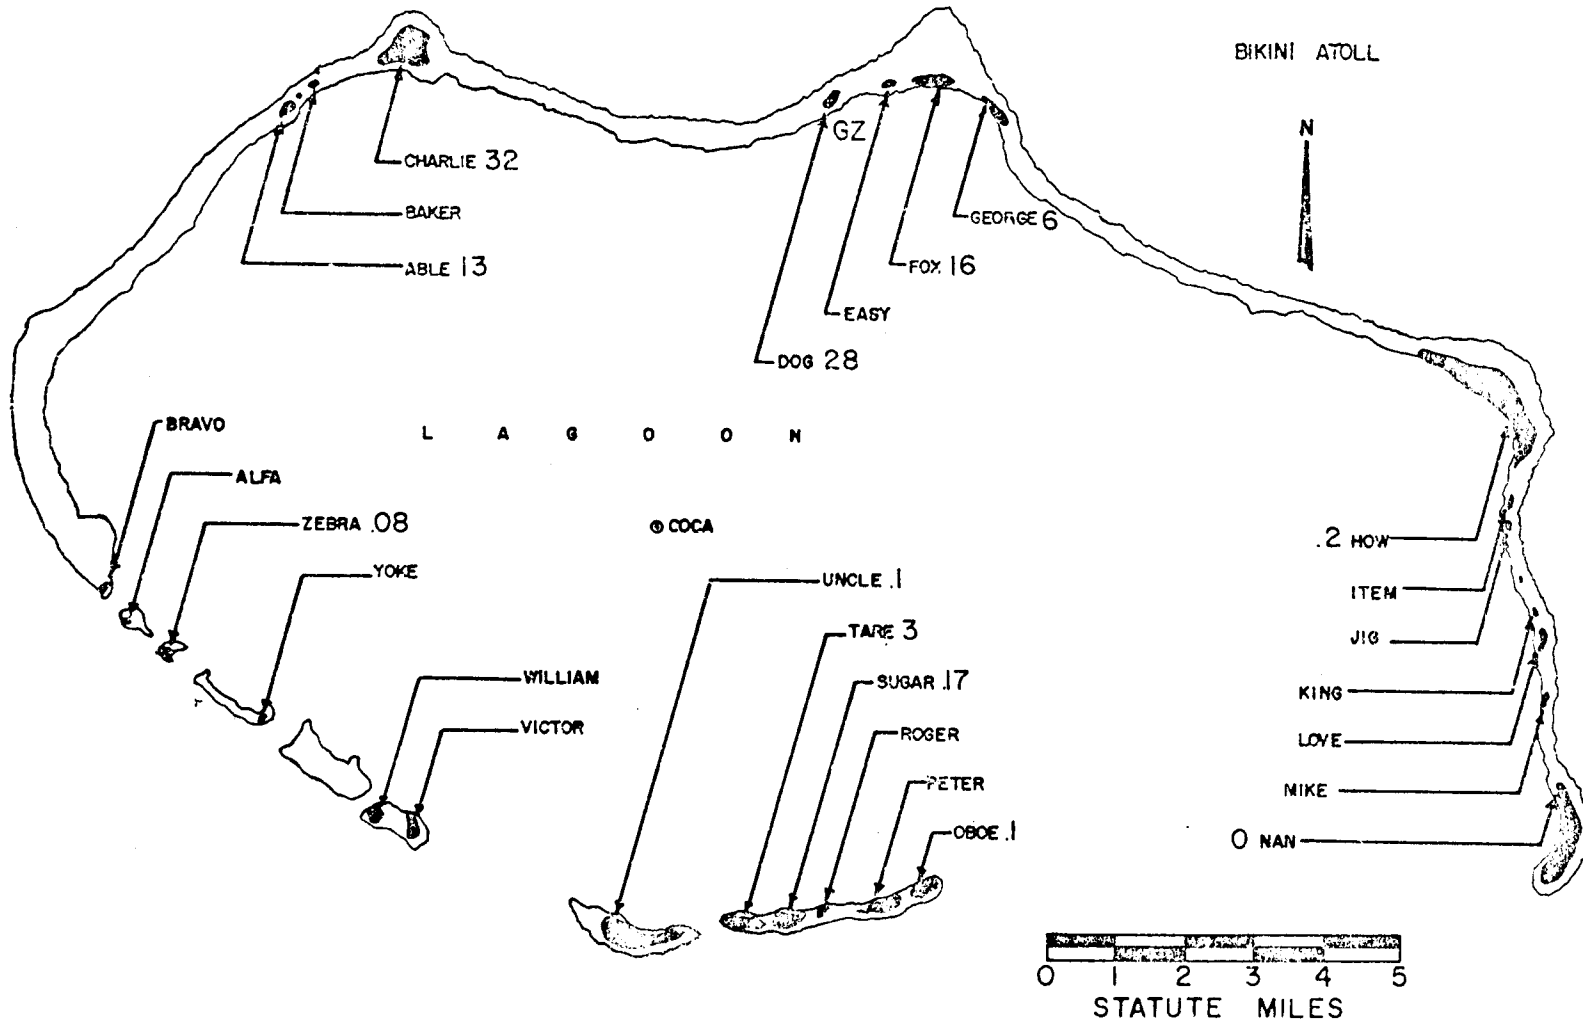 BIKINI ATOLL
N
GZ
CHARLIE 32
BAKER
ABLE 13
GEORGE 6
FOX 16
EASY
DOG 28
BRAVO
L A G O O N
ALFA
ZEBRA .08
COCA
YOKE
UNCLE .1
TARE 3
SUGAR .17
ROGER
PETER
OBOE .1
WILLIAM
VICTOR
.2 HOW
ITEM
JIG
KING
LOVE
MIKE
0 NAN
0 1 2 3 4 5
STATUTE MILES